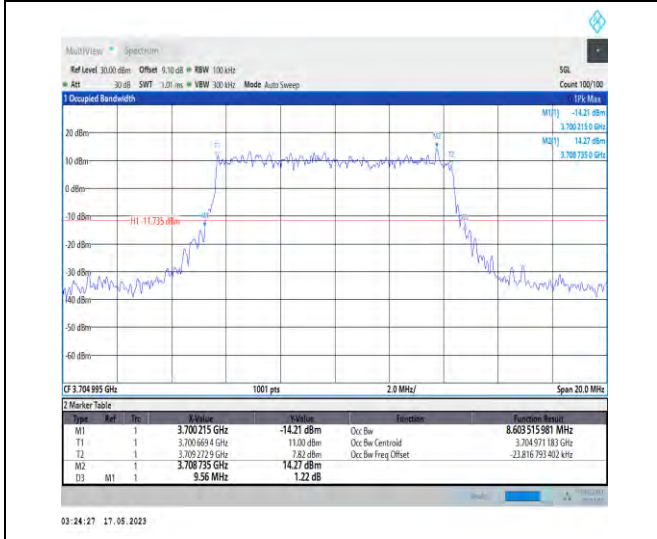 MultiView Spectrum
Ref Level 30.00 dBm Offset 9.10 dB RBW 100 kHz SGL
Att 30 dB SWT 1.01 ms VBW 300 kHz Mode Auto Sweep Count 100/100
1 Occupied Bandwidth 1Pk Max
M1[1] -14.21 dBm
3.700 215 0 GHz
M2[1] 14.27 dBm
3.708 735 0 GHz
20 dBm
M2
T1
T2
10 dBm
0 dBm
-10 dBm
H1 -11.735 dBm
-20 dBm
-30 dBm
-40 dBm
-50 dBm
-60 dBm
CF 3.704 995 GHz 1001 pts 2.0 MHz/ Span 20.0 MHz
2 Marker Table
Type Ref Trc X-Value Y-Value Function Function Result
M1 1 3.700 215 GHz -14.21 dBm Occ Bw 8.603 515 981 MHz
T1 1 3.700 669 4 GHz 11.00 dBm Occ Bw Centroid 3.704 971 183 GHz
T2 1 3.709 272 9 GHz 7.82 dBm Occ Bw Freq Offset -23.816 793 402 kHz
M2 1 3.708 735 GHz 14.27 dBm
D3 M1 1 9.56 MHz 1.22 dB
03:24:27 17.05.2023